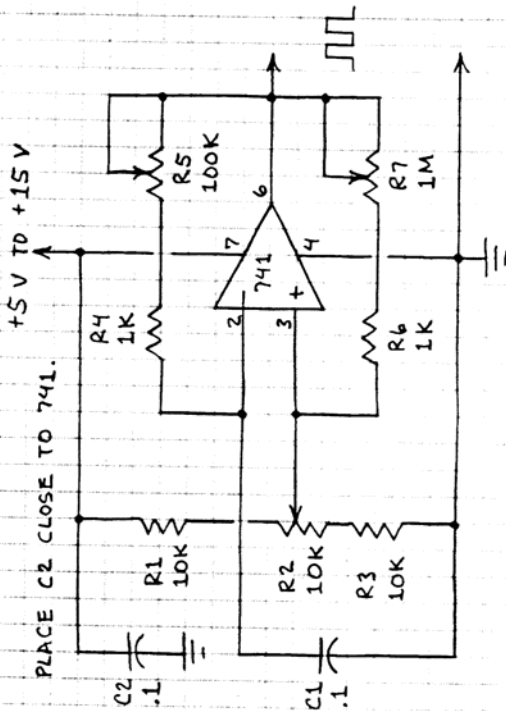 +5 V TO +15 V
PLACE C2 CLOSE TO 741.
R5
100K
R4
1K
C2
.1
R1
10K
7
2
741
6
3
+
4
R2
10K
R3
10K
R6
1K
R7
1M
C1
.1